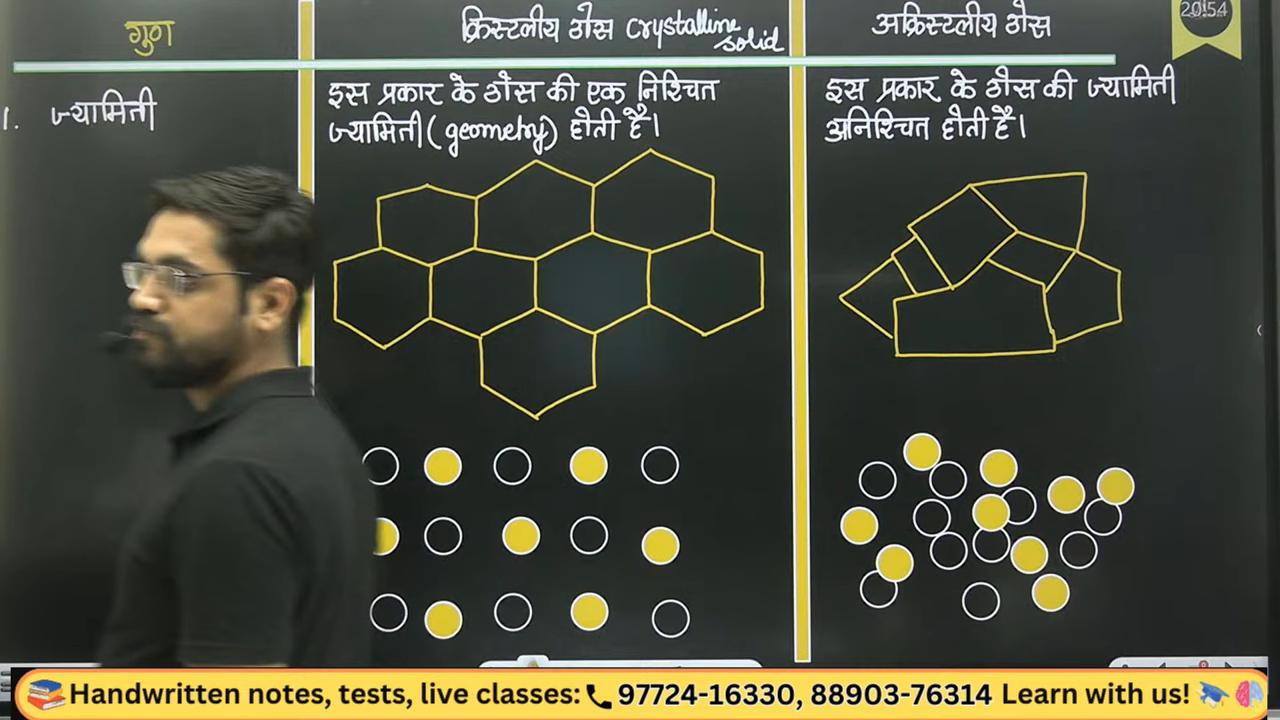 गुण
क्रिस्टलीय ठोस Crystalline solid
अक्रिस्टलीय ठोस
20:54
1. ज्यामिती
इस प्रकार के ठोस की एक निश्चित
ज्यामिती (geometry) होती है।
इस प्रकार के ठोस की ज्यामिती
अनिश्चित होती है।
Handwritten notes, tests, live classes: 97724-16330, 88903-76314 Learn with us!